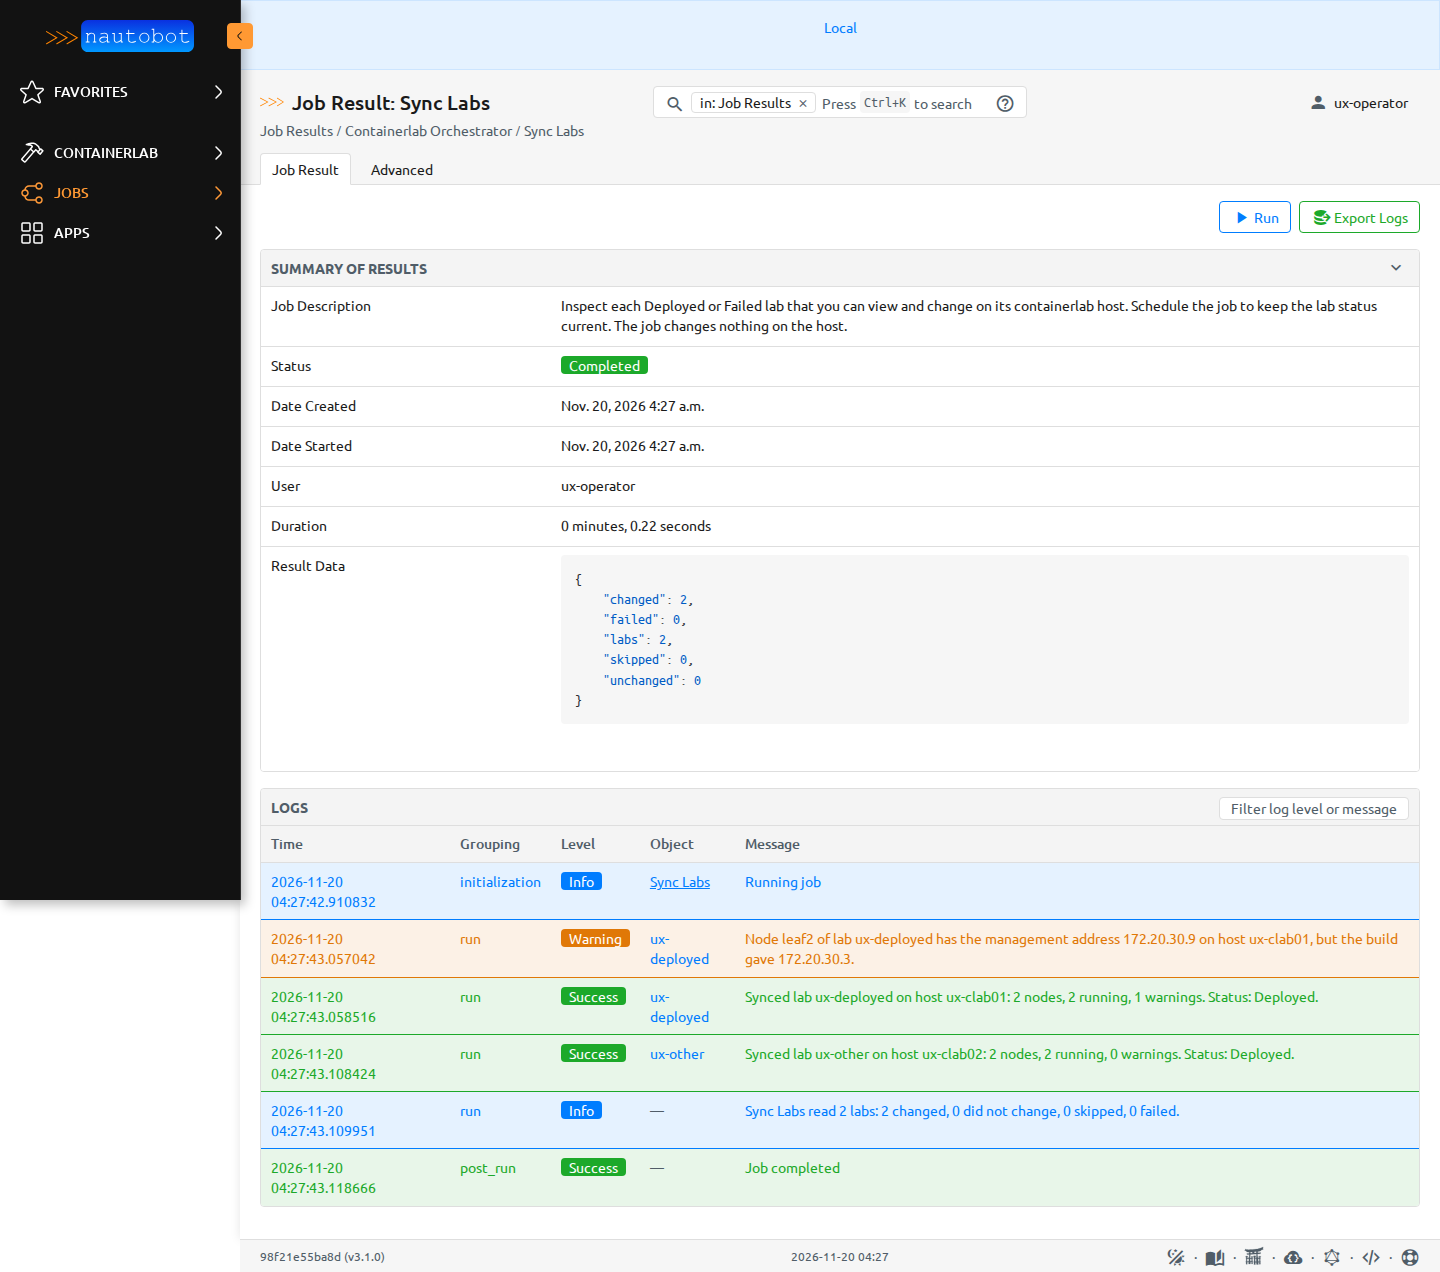 nautobot
Local
FAVORITES
CONTAINERLAB
JOBS
APPS
Job Result: Sync Labs
in: Job Results × Press Ctrl+K to search
ux-operator
Job Results / Containerlab Orchestrator / Sync Labs
Job Result Advanced
Run Export Logs
SUMMARY OF RESULTS
Job Description Inspect each Deployed or Failed lab that you can view and change on its containerlab host. Schedule the job to keep the lab status
current. The job changes nothing on the host.
Status Completed
Date Created Nov. 20, 2026 4:27 a.m.
Date Started Nov. 20, 2026 4:27 a.m.
User ux-operator
Duration 0 minutes, 0.22 seconds
Result Data
{
"changed": 2,
"failed": 0,
"labs": 2,
"skipped": 0,
"unchanged": 0
}
LOGS Filter log level or message
Time Grouping Level Object Message
2026-11-20 initialization Info Sync Labs Running job
04:27:42.910832
2026-11-20 run Warning ux- Node leaf2 of lab ux-deployed has the management address 172.20.30.9 on host ux-clab01, but the build
04:27:43.057042 deployed gave 172.20.30.3.
2026-11-20 run Success ux- Synced lab ux-deployed on host ux-clab01: 2 nodes, 2 running, 1 warnings. Status: Deployed.
04:27:43.058516 deployed
2026-11-20 run Success ux-other Synced lab ux-other on host ux-clab02: 2 nodes, 2 running, 0 warnings. Status: Deployed.
04:27:43.108424
2026-11-20 run Info — Sync Labs read 2 labs: 2 changed, 0 did not change, 0 skipped, 0 failed.
04:27:43.109951
2026-11-20 post_run Success — Job completed
04:27:43.118666
98f21e55ba8d (v3.1.0) 2026-11-20 04:27